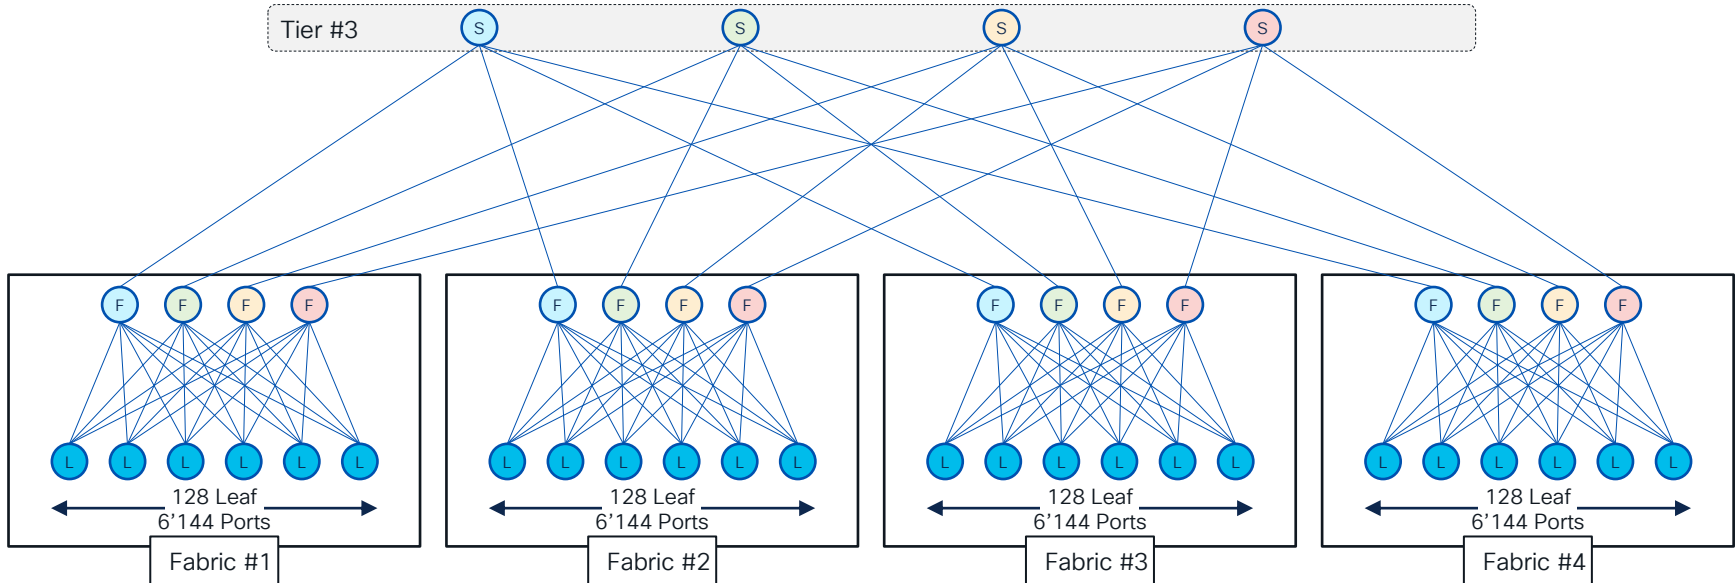 Tier #3 S S S S
F F F F F F F F F F F F F F F F
L L L L L L L L L L L L L L L L L L L L L L L L
128 Leaf 128 Leaf 128 Leaf 128 Leaf
6’144 Ports 6’144 Ports 6’144 Ports 6’144 Ports
Fabric #1 Fabric #2 Fabric #3 Fabric #4